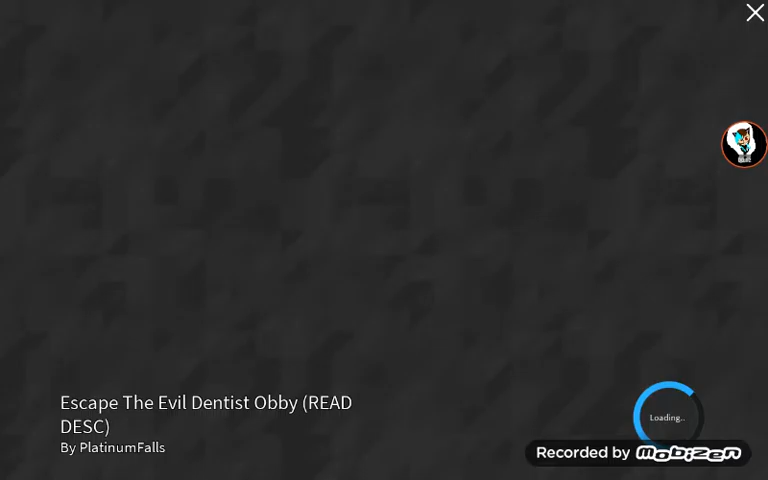 Escape The Evil Dentist Obby (READ
DESC)
By PlatinumFalls
Loading..
Recorded by mobizen